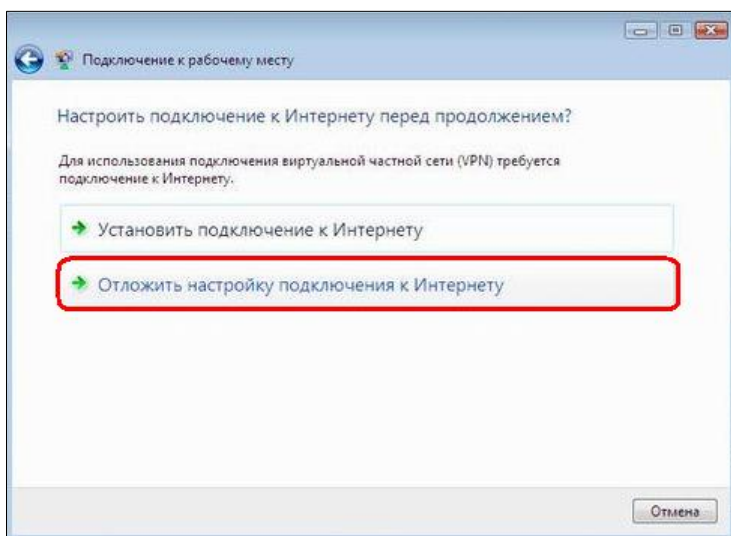 Подключение к рабочему месту
Настроить подключение к Интернету перед продолжением?
Для использования подключения виртуальной частной сети (VPN) требуется
подключение к Интернету.
Установить подключение к Интернету
Отложить настройку подключения к Интернету
Отмена